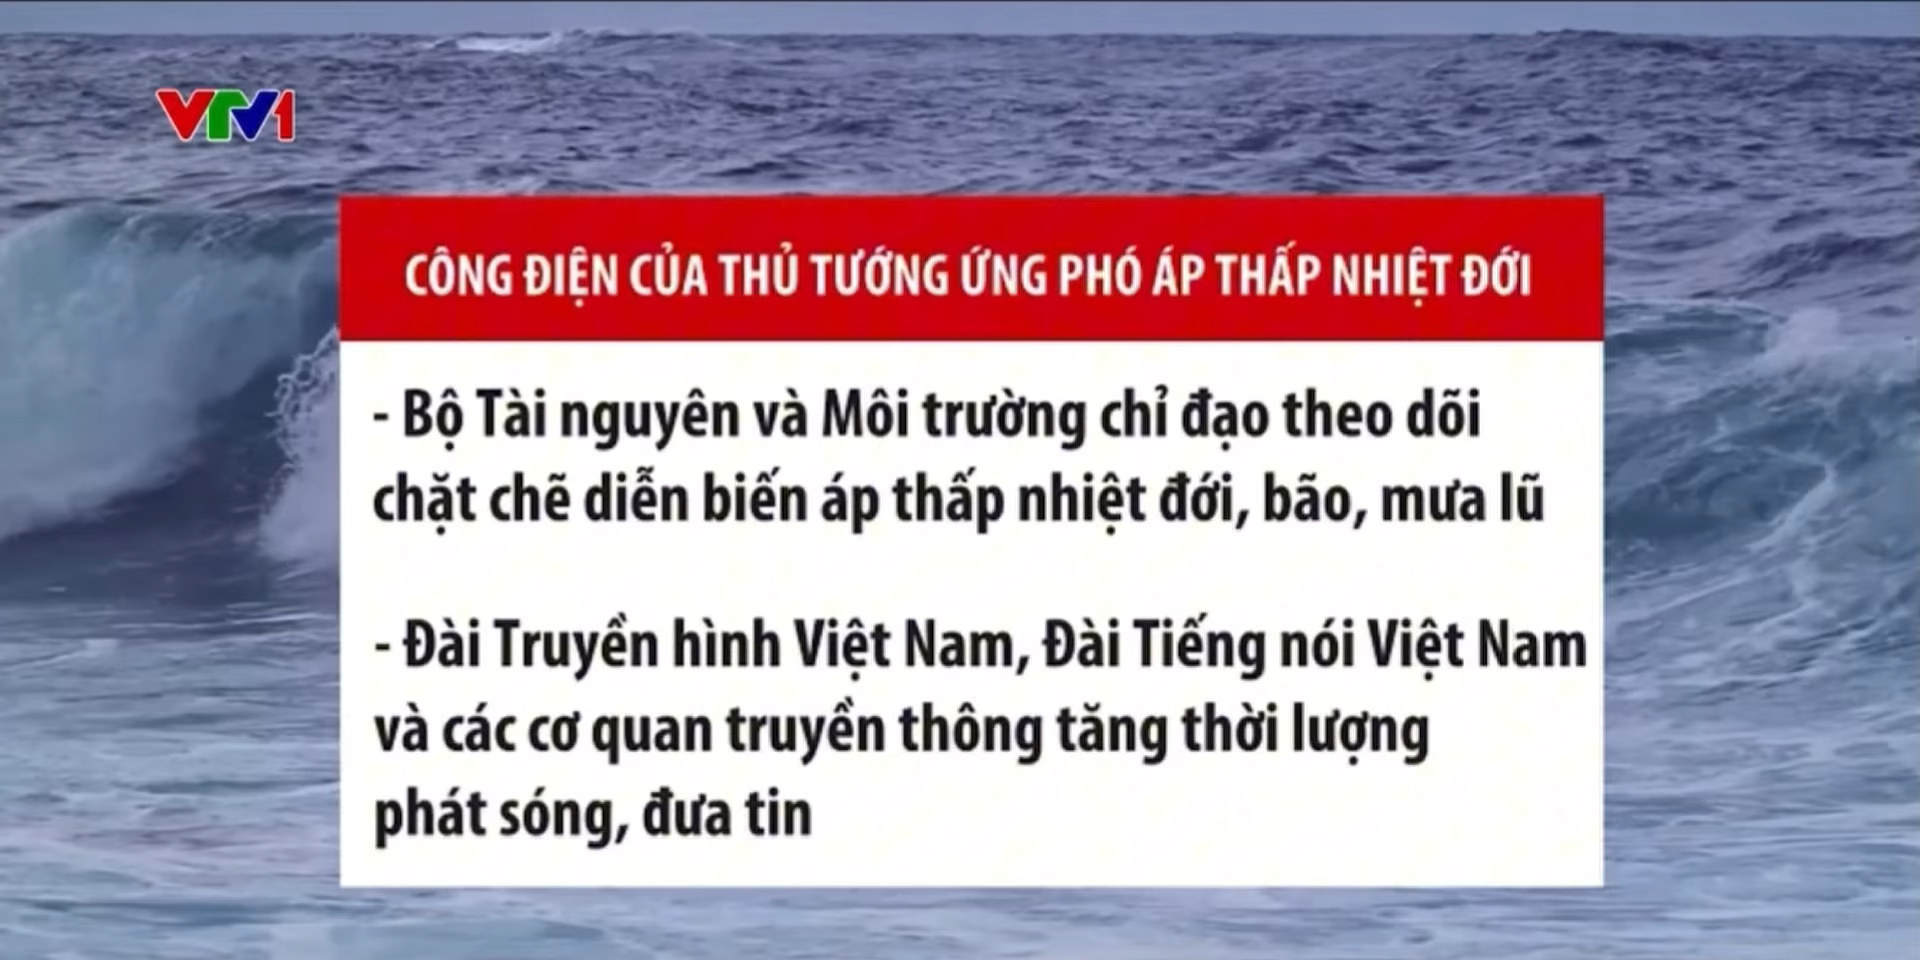 VTV1
CÔNG ĐIỆN CỦA THỦ TƯỚNG ỨNG PHÓ ÁP THẤP NHIỆT ĐỚI
- Bộ Tài nguyên và Môi trường chỉ đạo theo dõi
chặt chẽ diễn biến áp thấp nhiệt đới, bão, mưa lũ
- Đài Truyền hình Việt Nam, Đài Tiếng nói Việt Nam
và các cơ quan truyền thông tăng thời lượng
phát sóng, đưa tin